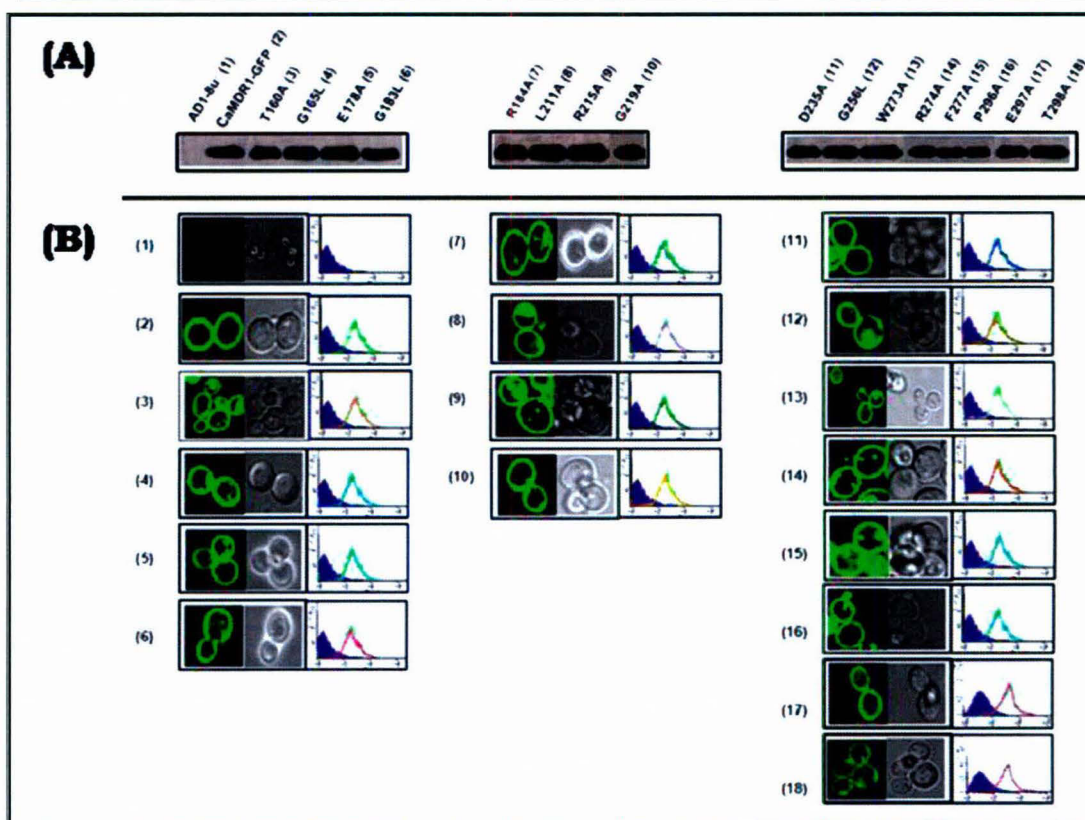 (A)
AD1-8u⁻ (1)
CaMDR1-GFP (2)
T160A (3)
G165L (4)
E178A (5)
G183L (6)
R184A (7)
L211A (8)
R215A (9)
G219A (10)
D235A (11)
G256L (12)
W273A (13)
R274A (14)
F277A (15)
P296A (16)
E297A (17)
T298A (18)
(B)
(1)
(2)
(3)
(4)
(5)
(6)
(7)
(8)
(9)
(10)
(11)
(12)
(13)
(14)
(15)
(16)
(17)
(18)